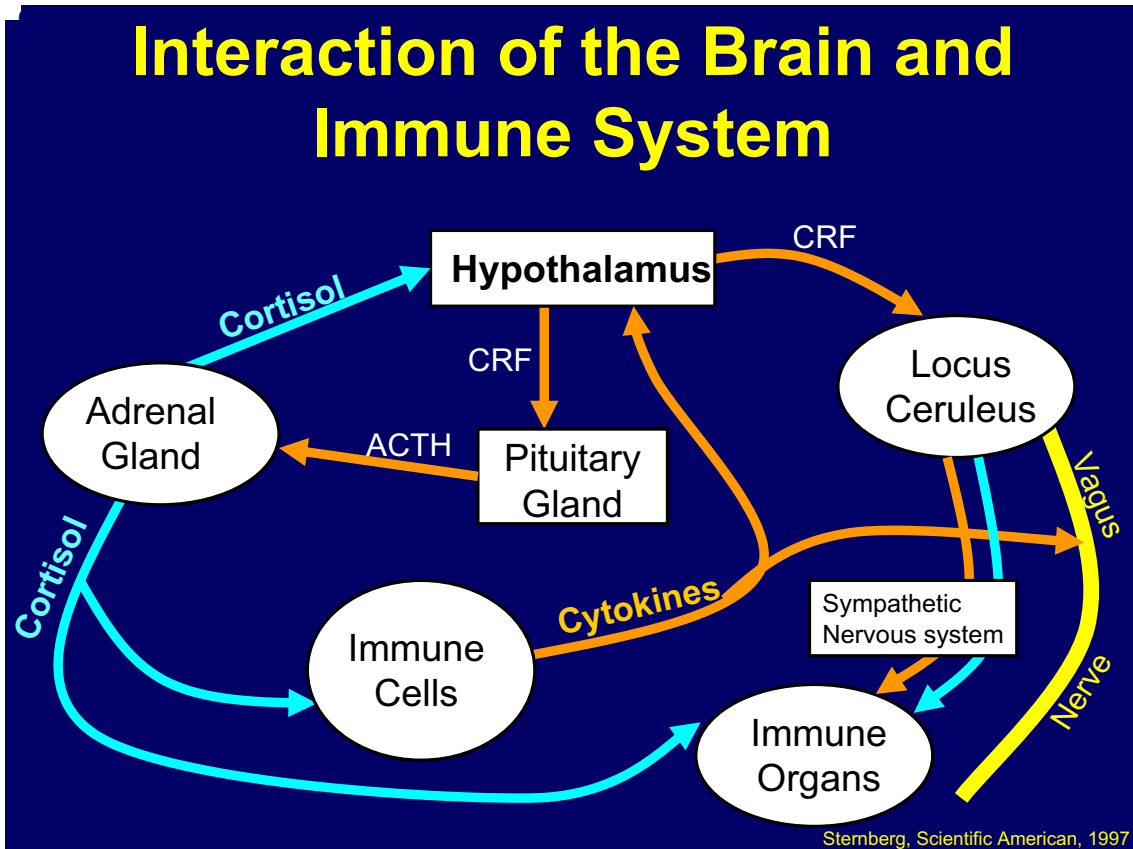 Interaction of the Brain and
Immune System
CRF
Hypothalamus
Cortisol
CRF
Locus
Ceruleus
Adrenal
Gland
ACTH
Pituitary
Gland
Vagus
Cortisol
Cytokines
Sympathetic
Nervous system
Immune
Cells
Nerve
Immune
Organs
Sternberg, Scientific American, 1997